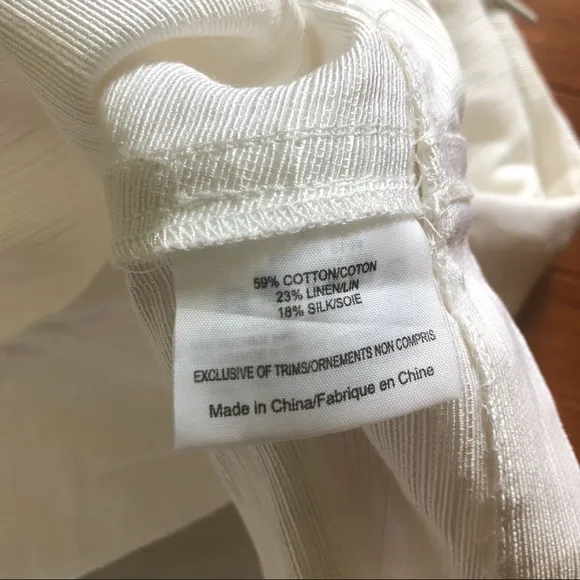 59% COTTON/COTON
23% LINEN/LIN
18% SILK/SOIE
EXCLUSIVE OF TRIMS/ORNEMENTS NON COMPRIS
Made in China/Fabrique en Chine